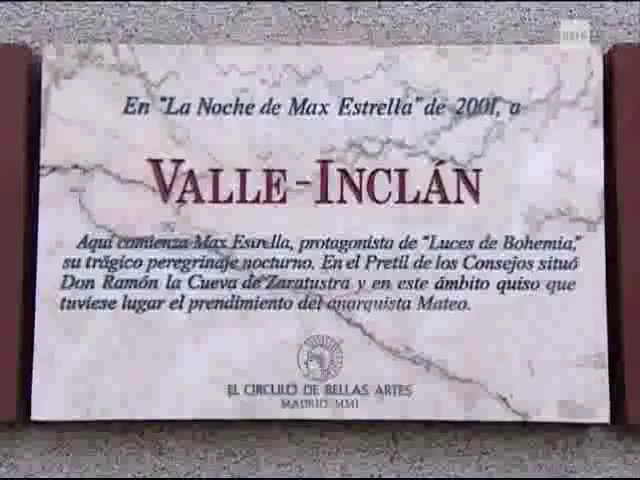 En "La Noche de Max Estrella" de 2001, a
VALLE-INCLÁN
Aquí comienza Max Estrella, protagonista de "Luces de Bohemia,"
su trágico peregrinaje nocturno. En el Pretil de los Consejos situó
Don Ramón la Cueva de Zaratustra y en este ámbito quiso que
tuviese lugar el prendimiento del anarquista Mateo.
EL CIRCULO DE BELLAS ARTES
MADRID MMI